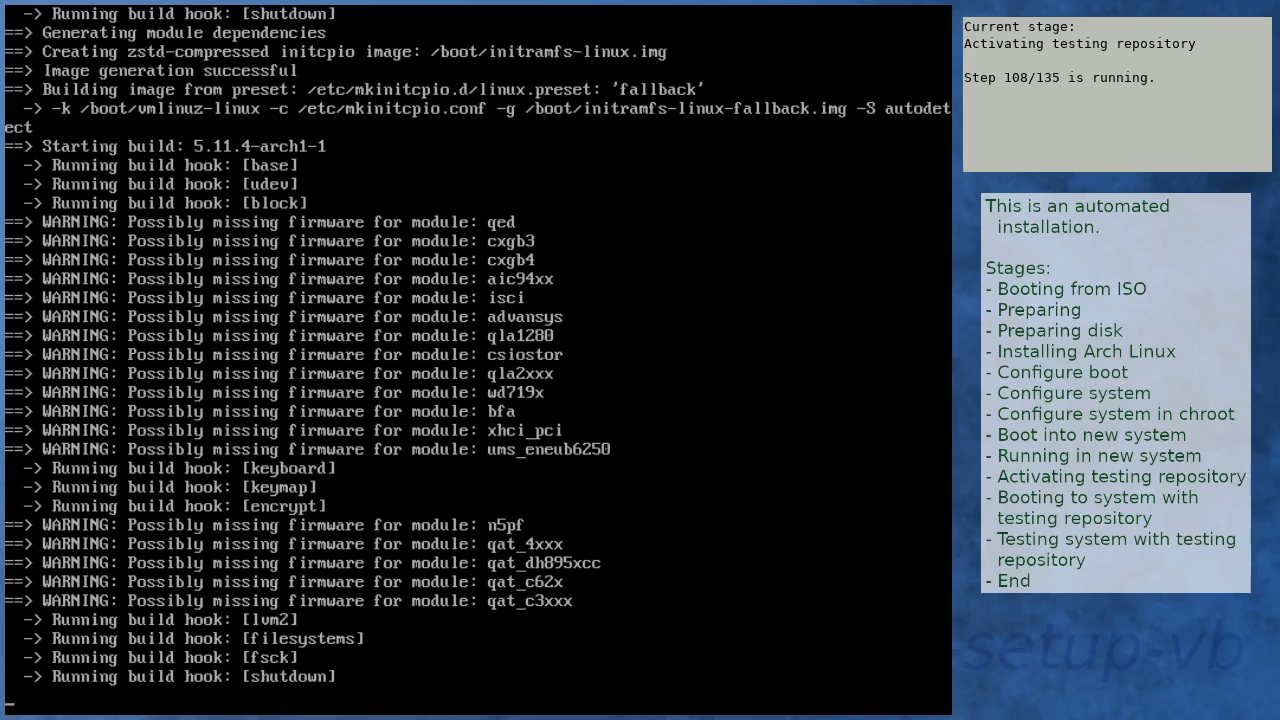 -> Running build hook: [shutdown]
==> Generating module dependencies
==> Creating zstd-compressed initcpio image: /boot/initramfs-linux.img
==> Image generation successful
==> Building image from preset: /etc/mkinitcpio.d/linux.preset: 'fallback'
  -> -k /boot/vmlinuz-linux -c /etc/mkinitcpio.conf -g /boot/initramfs-linux-fallback.img -S autodet
ect
==> Starting build: 5.11.4-arch1-1
  -> Running build hook: [base]
  -> Running build hook: [udev]
  -> Running build hook: [block]
==> WARNING: Possibly missing firmware for module: qed
==> WARNING: Possibly missing firmware for module: cxgb3
==> WARNING: Possibly missing firmware for module: cxgb4
==> WARNING: Possibly missing firmware for module: aic94xx
==> WARNING: Possibly missing firmware for module: isci
==> WARNING: Possibly missing firmware for module: advansys
==> WARNING: Possibly missing firmware for module: qla1280
==> WARNING: Possibly missing firmware for module: csiostor
==> WARNING: Possibly missing firmware for module: qla2xxx
==> WARNING: Possibly missing firmware for module: wd719x
==> WARNING: Possibly missing firmware for module: bfa
==> WARNING: Possibly missing firmware for module: xhci_pci
==> WARNING: Possibly missing firmware for module: ums_eneub6250
  -> Running build hook: [keyboard]
  -> Running build hook: [keymap]
  -> Running build hook: [encrypt]
==> WARNING: Possibly missing firmware for module: n5pf
==> WARNING: Possibly missing firmware for module: qat_4xxx
==> WARNING: Possibly missing firmware for module: qat_dh895xcc
==> WARNING: Possibly missing firmware for module: qat_c62x
==> WARNING: Possibly missing firmware for module: qat_c3xxx
  -> Running build hook: [lvm2]
  -> Running build hook: [filesystems]
  -> Running build hook: [fsck]
  -> Running build hook: [shutdown]
_
Current stage:
Activating testing repository
Step 108/135 is running.
This is an automated
installation.
Stages:
- Booting from ISO
- Preparing
- Preparing disk
- Installing Arch Linux
- Configure boot
- Configure system
- Configure system in chroot
- Boot into new system
- Running in new system
- Activating testing repository
- Booting to system with
testing repository
- Testing system with testing
repository
- End
-setup-vb